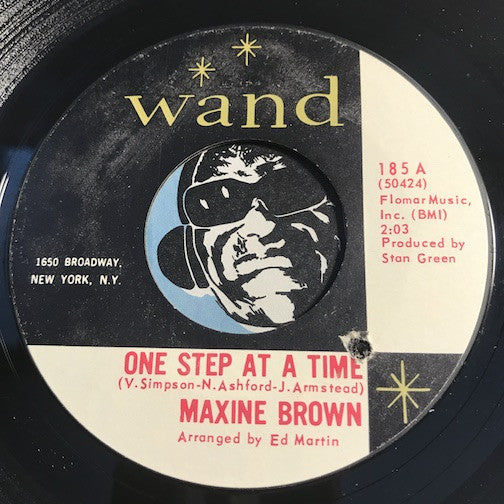 wand
185 A
(50424)
Flomar Music,
Inc. (BMI)
2:03
Produced by
Stan Green
1650 BROADWAY,
NEW YORK, N.Y.
ONE STEP AT A TIME
(V. Simpson-N. Ashford-J. Armstead)
MAXINE BROWN
Arranged by Ed Martin